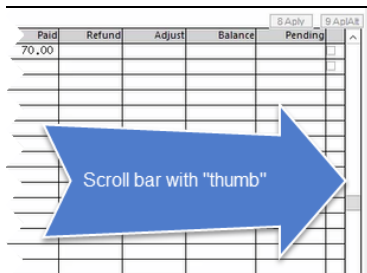 8 Aply 9 AplAlt
Paid Refund Adjust Balance Pending
70.00
Scroll bar with "thumb"